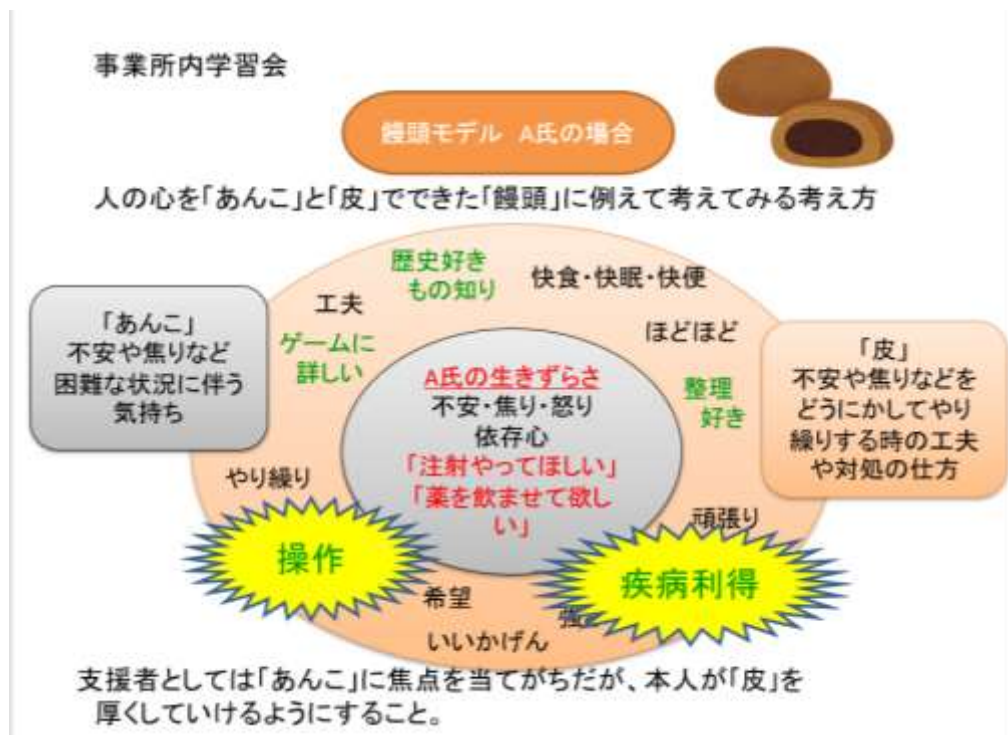 事業所内学習会
饅頭モデル A氏の場合
人の心を「あんこ」と「皮」でできた「饅頭」に例えて考えてみる考え方
歴史好き
もの知り
快食・快眠・快便
工夫
ほどほど
ゲームに
詳しい
「あんこ」
不安や焦りなど
困難な状況に伴う
気持ち
A氏の生きずらさ
不安・焦り・怒り
依存心
「注射やってほしい」
「薬を飲ませて欲し
い」
整理
好き
「皮」
不安や焦りなどを
どうにかしてやり
繰りする時の工夫
や対処の仕方
やり繰り
頑張り
操作
疾病利得
希望
強
いいかげん
支援者としては「あんこ」に焦点を当てがちだが、本人が「皮」を
厚くしていけるようにすること。